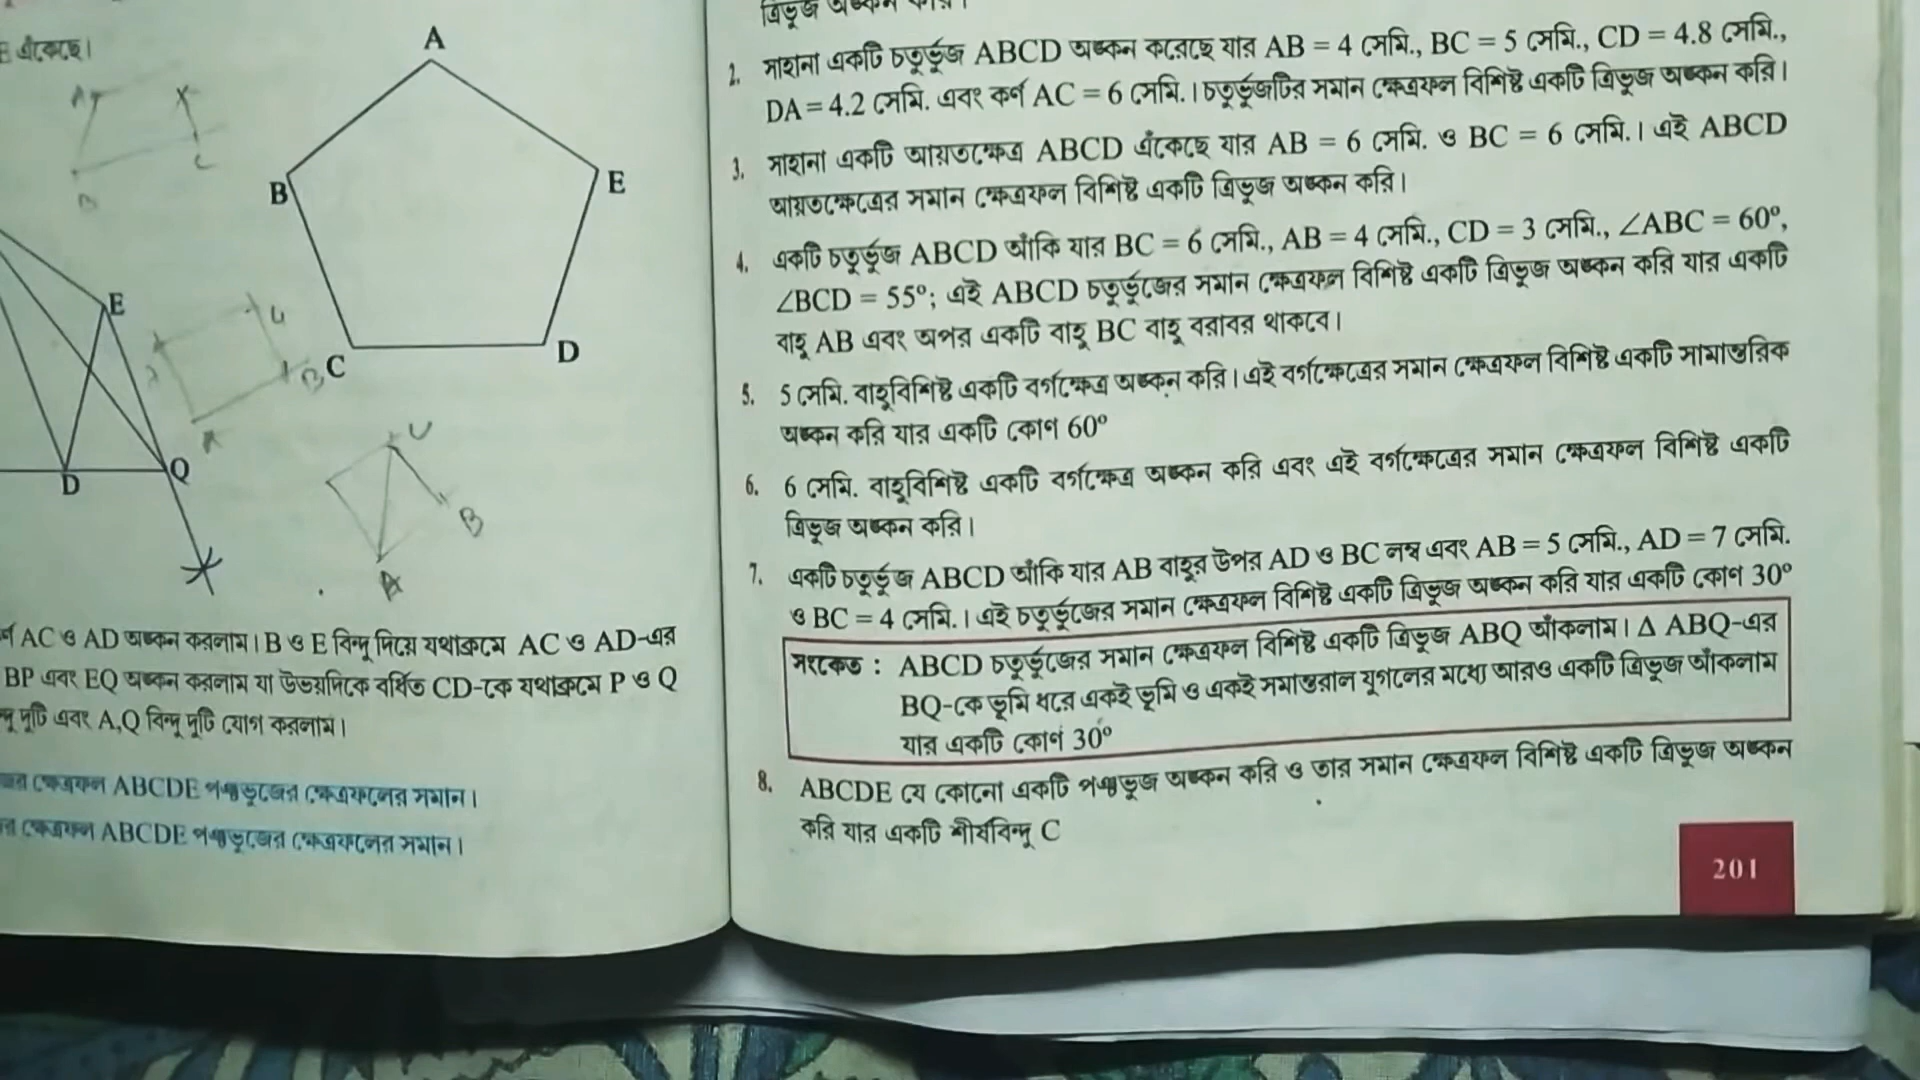 এঁকেছে।
A
B
E
C
D
E
D
Q
A
B
C
C
B
A
C
B
A
AC ও AD অঙ্কন করলাম। B ও E বিন্দু দিয়ে যথাক্রমে AC ও AD-এর
BP এবং EQ অঙ্কন করলাম যা উভয়দিকে বর্ধিত CD-কে যথাক্রমে P ও Q
দুটি এবং A,Q বিন্দু দুটি যোগ করলাম।
ক্ষেত্রফল ABCDE পঞ্চভুজের ক্ষেত্রফলের সমান।
ক্ষেত্রফল ABCDE পঞ্চভুজের ক্ষেত্রফলের সমান।
ত্রিভুজ অঙ্কন করি।
2. সাহানা একটি চতুর্ভুজ ABCD অঙ্কন করেছে যার AB = 4 সেমি., BC = 5 সেমি., CD = 4.8 সেমি.,
DA = 4.2 সেমি. এবং কর্ণ AC = 6 সেমি.। চতুর্ভুজটির সমান ক্ষেত্রফল বিশিষ্ট একটি ত্রিভুজ অঙ্কন করি।
3. সাহানা একটি আয়তক্ষেত্র ABCD এঁকেছে যার AB = 6 সেমি. ও BC = 6 সেমি.। এই ABCD
আয়তক্ষেত্রের সমান ক্ষেত্রফল বিশিষ্ট একটি ত্রিভুজ অঙ্কন করি।
4. একটি চতুর্ভুজ ABCD আঁকি যার BC = 6 সেমি., AB = 4 সেমি., CD = 3 সেমি., ∠ABC = 60°,
∠BCD = 55°; এই ABCD চতুর্ভুজের সমান ক্ষেত্রফল বিশিষ্ট একটি ত্রিভুজ অঙ্কন করি যার একটি
বাহু AB এবং অপর একটি বাহু BC বাহু বরাবর থাকবে।
5. 5 সেমি. বাহুবিশিষ্ট একটি বর্গক্ষেত্র অঙ্কন করি। এই বর্গক্ষেত্রের সমান ক্ষেত্রফল বিশিষ্ট একটি সামান্তরিক
অঙ্কন করি যার একটি কোণ 60°
6. 6 সেমি. বাহুবিশিষ্ট একটি বর্গক্ষেত্র অঙ্কন করি এবং এই বর্গক্ষেত্রের সমান ক্ষেত্রফল বিশিষ্ট একটি
ত্রিভুজ অঙ্কন করি।
7. একটি চতুর্ভুজ ABCD আঁকি যার AB বাহুর উপর AD ও BC লম্ব এবং AB = 5 সেমি., AD = 7 সেমি.
ও BC = 4 সেমি.। এই চতুর্ভুজের সমান ক্ষেত্রফল বিশিষ্ট একটি ত্রিভুজ অঙ্কন করি যার একটি কোণ 30°
সংকেত : ABCD চতুর্ভুজের সমান ক্ষেত্রফল বিশিষ্ট একটি ত্রিভুজ ABQ আঁকলাম। Δ ABQ-এর
BQ-কে ভূমি ধরে একই ভূমি ও একই সমান্তরাল যুগলের মধ্যে আরও একটি ত্রিভুজ আঁকলাম
যার একটি কোণ 30°
8. ABCDE যে কোনো একটি পঞ্চভুজ অঙ্কন করি ও তার সমান ক্ষেত্রফল বিশিষ্ট একটি ত্রিভুজ অঙ্কন
করি যার একটি শীর্ষবিন্দু C
201